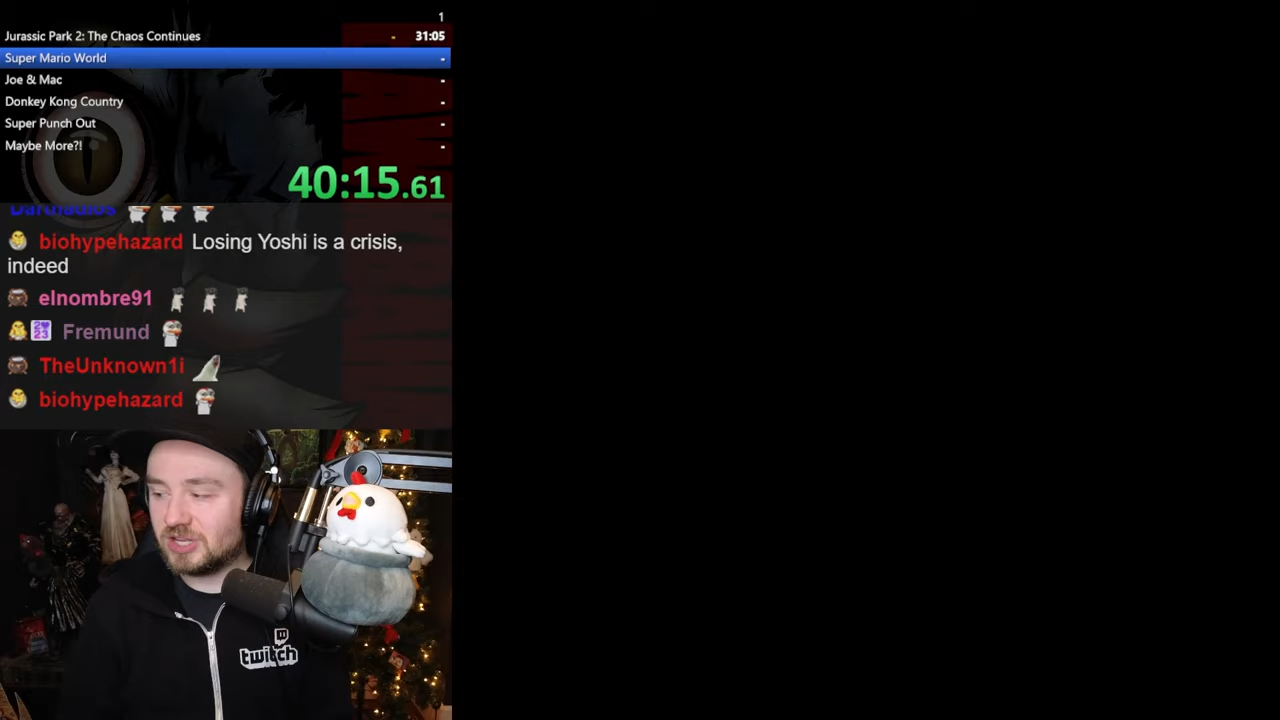 1
Jurassic Park 2: The Chaos Continues - 31:05
Super Mario World -
Joe & Mac -
Donkey Kong Country -
Super Punch Out -
Maybe More?! -
40:15.61
biohypehazard Losing Yoshi is a crisis,
indeed
elnombre91
Fremund
TheUnknown1i
biohypehazard
twitch